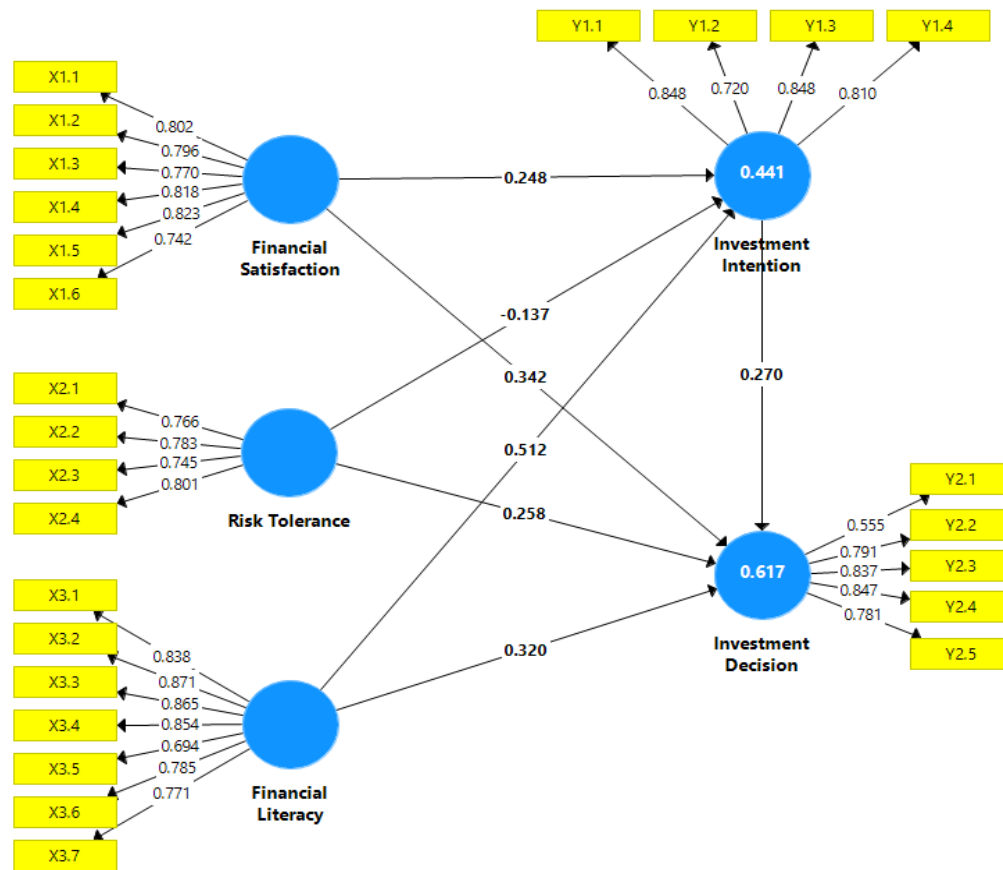 Y1.1
Y1.2
Y1.3
Y1.4
0.848
0.720
0.848
0.810
X1.1
X1.2
X1.3
X1.4
X1.5
X1.6
0.802
0.796
0.770
0.818
0.823
0.742
Financial
Satisfaction
0.248
0.441
Investment
Intention
-0.137
0.342
0.270
0.512
X2.1
X2.2
X2.3
X2.4
0.766
0.783
0.745
0.801
Risk Tolerance
0.258
0.617
Investment
Decision
0.555
0.791
0.837
0.847
0.781
Y2.1
Y2.2
Y2.3
Y2.4
Y2.5
X3.1
X3.2
X3.3
X3.4
X3.5
X3.6
X3.7
0.838
0.871
0.865
0.854
0.694
0.785
0.771
Financial
Literacy
0.320